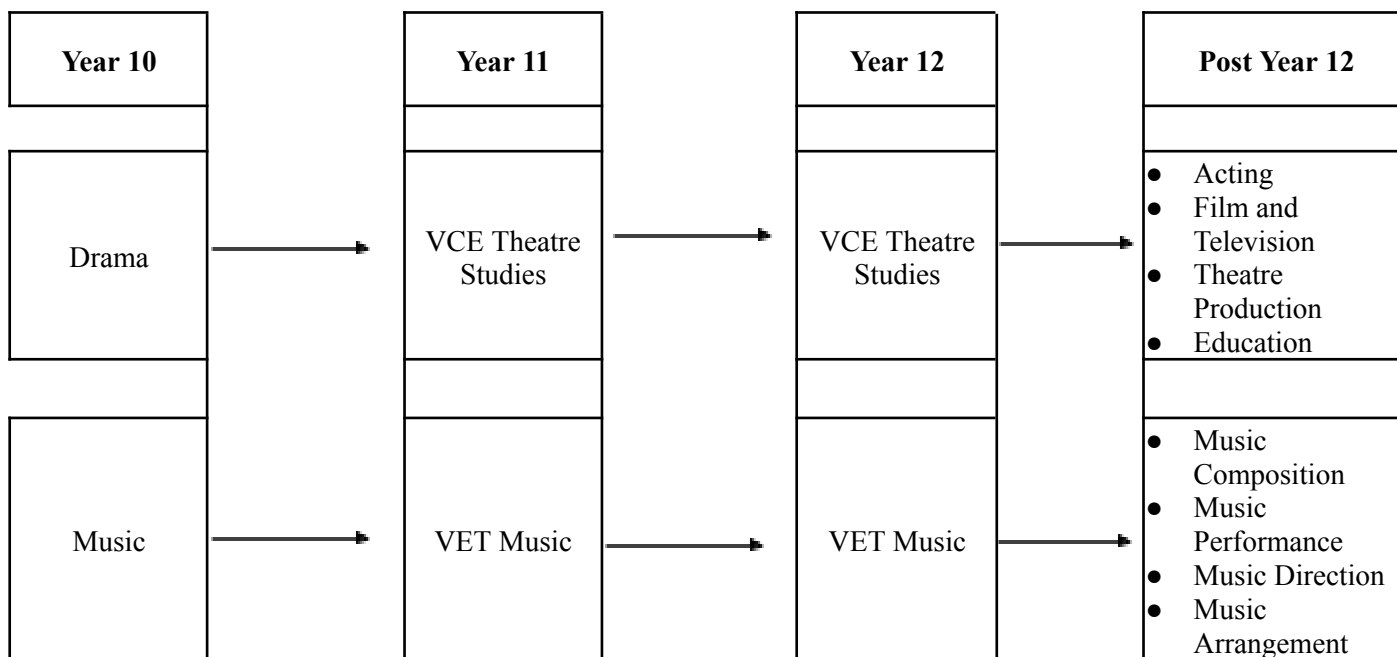 Year 10
Year 11
Year 12
Post Year 12
Drama
VCE Theatre
Studies
VCE Theatre
Studies
● Acting
● Film and
Television
● Theatre
Production
● Education
Music
VET Music
VET Music
● Music
Composition
● Music
Performance
● Music Direction
● Music
Arrangement